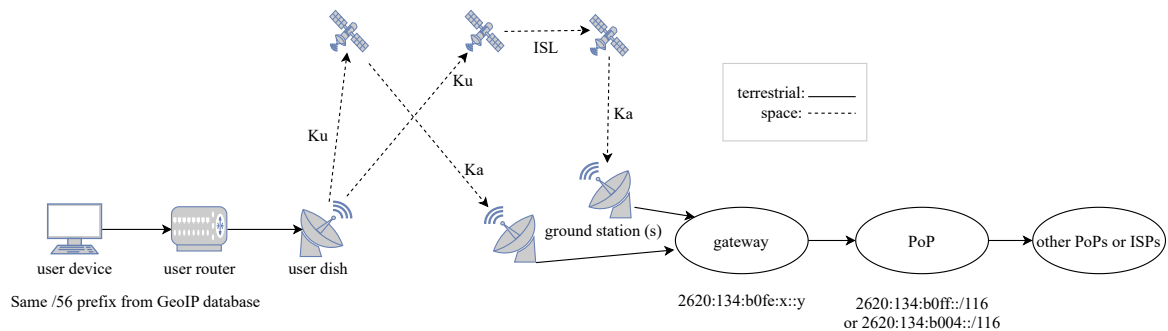 ISL
Ku
Ku
Ka
Ka
terrestrial:
space:
user device
user router
user dish
ground station (s)
gateway
PoP
other PoPs or ISPs
Same /56 prefix from GeoIP database
2620:134:b0fe:x::y
2620:134:b0ff::/116
or 2620:134:b004::/116